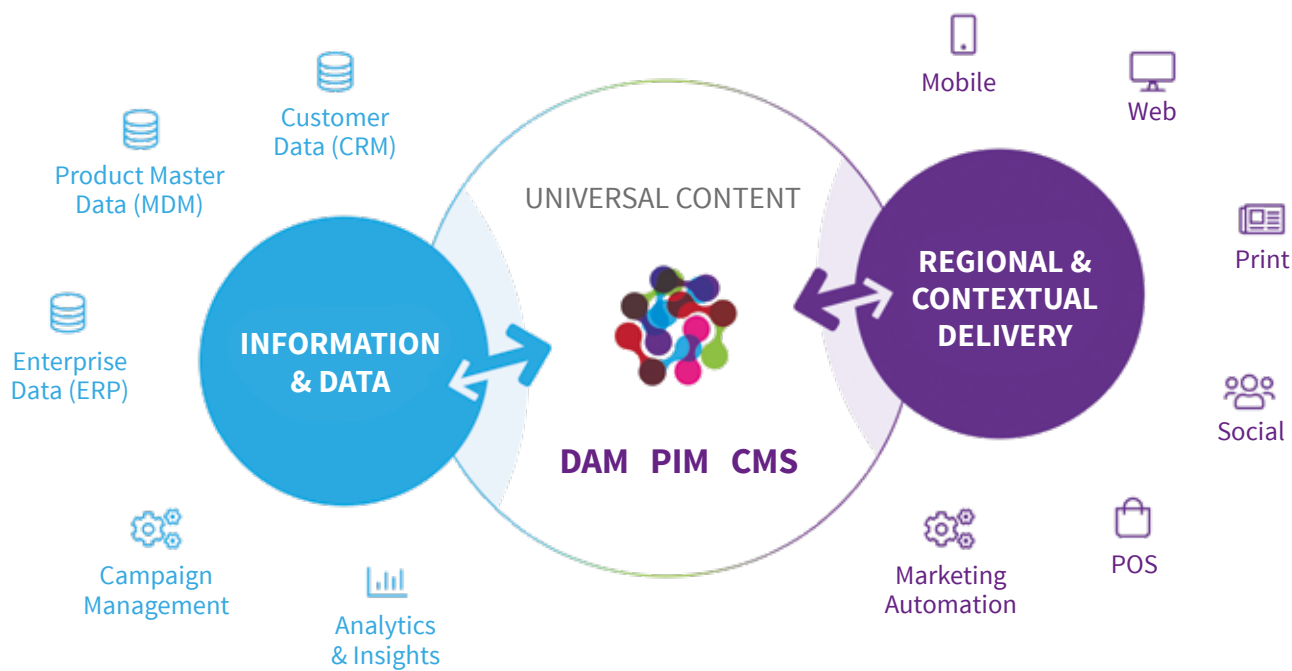 Customer
Data (CRM)
Product Master
Data (MDM)
Enterprise
Data (ERP)
Campaign
Management
Analytics
& Insights
INFORMATION
& DATA
UNIVERSAL CONTENT
DAM PIM CMS
REGIONAL &
CONTEXTUAL
DELIVERY
Mobile
Web
Print
Social
POS
Marketing
Automation